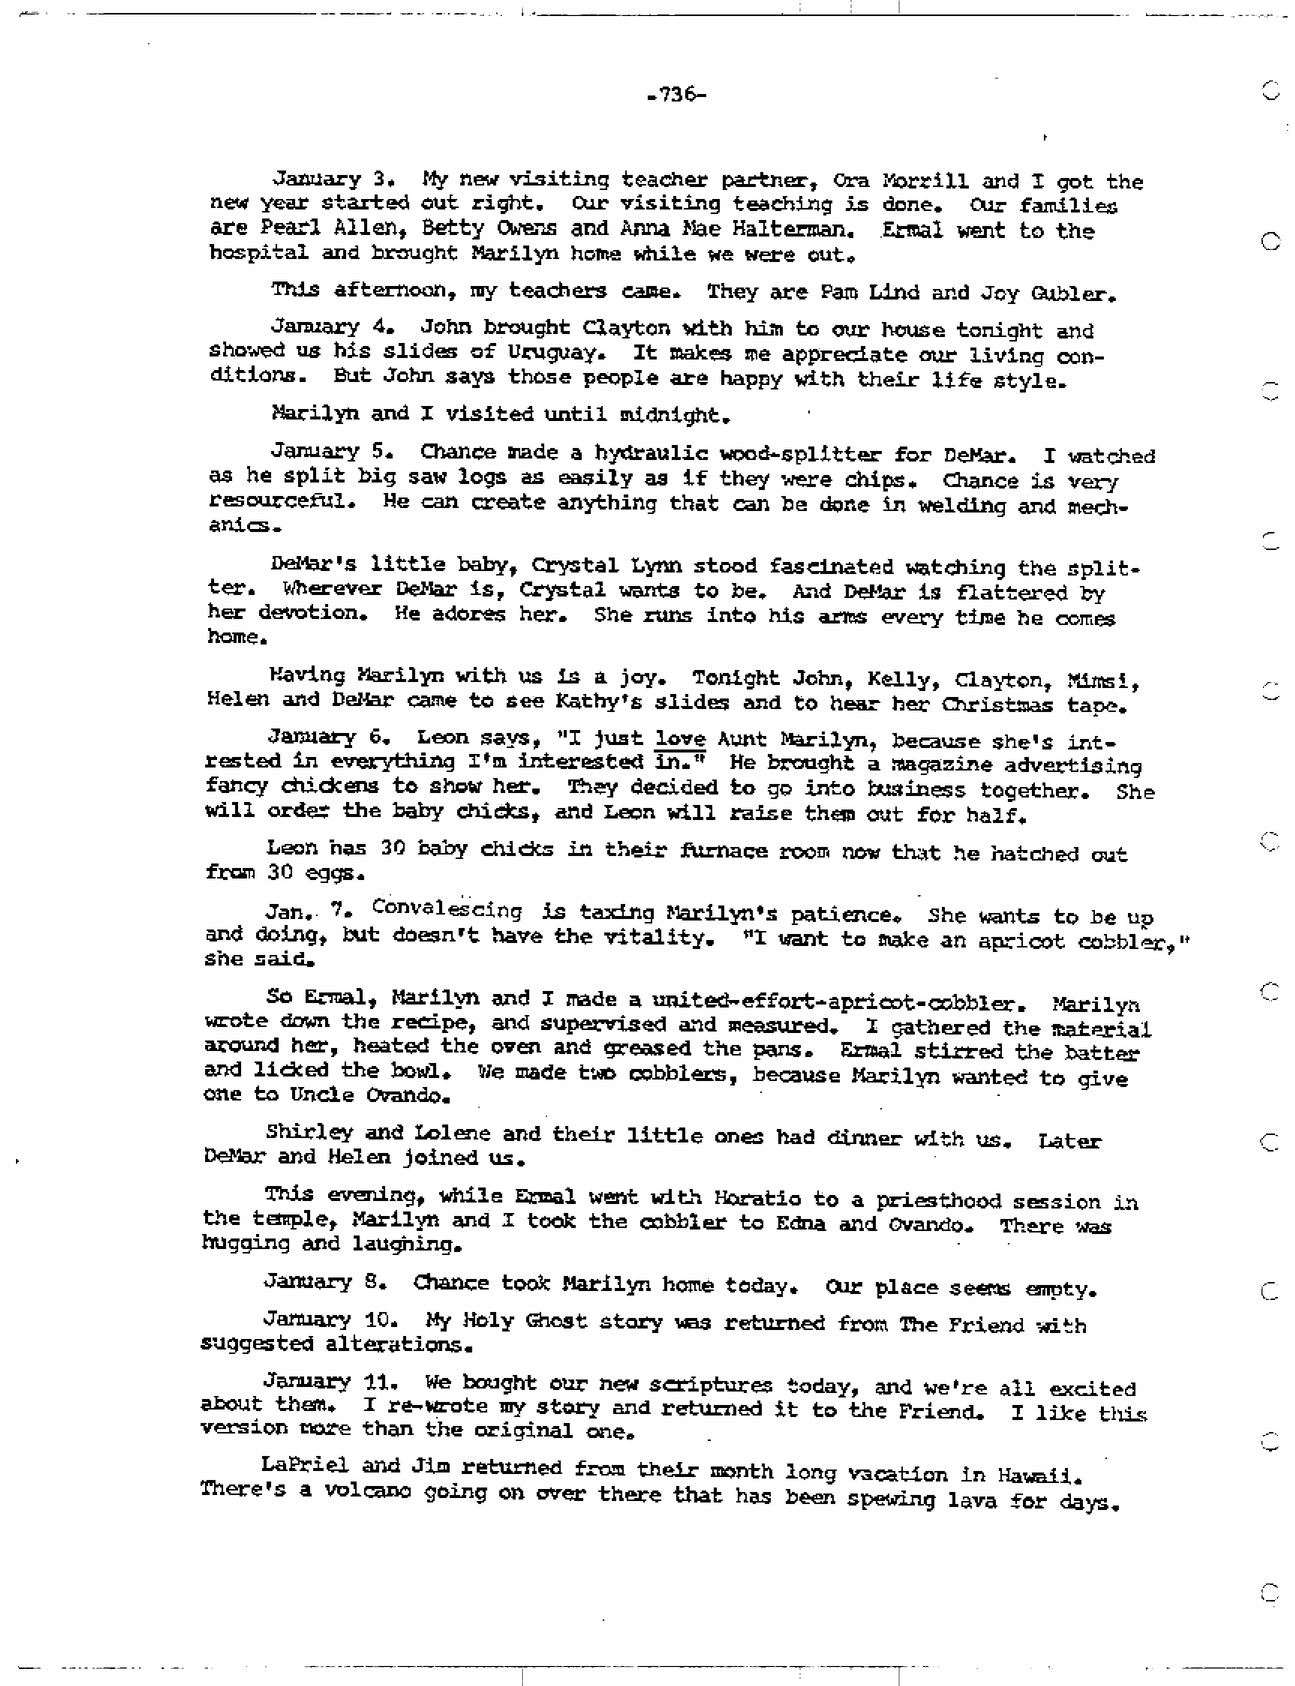 -736-
January 3. My new visiting teacher partner, Ora Morrill and I got the
new year started out right. Our visiting teaching is done. Our families
are Pearl Allen, Betty Owens and Anna Mae Halterman. Ermal went to the
hospital and brought Marilyn home while we were out.
This afternoon, my teachers came. They are Pam Lind and Joy Gubler.
January 4. John brought Clayton with him to our house tonight and
showed us his slides of Uruguay. It makes me appreciate our living con-
ditions. But John says those people are happy with their life style.
Marilyn and I visited until midnight.
January 5. Chance made a hydraulic wood-splitter for DeMar. I watched
as he split big saw logs as easily as if they were chips. Chance is very
resourceful. He can create anything that can be done in welding and mech-
anics.
DeMar's little baby, Crystal Lynn stood fascinated watching the split-
ter. Wherever DeMar is, Crystal wants to be. And DeMar is flattered by
her devotion. He adores her. She runs into his arms every time he comes
home.
Having Marilyn with us is a joy. Tonight John, Kelly, Clayton, Mimsi,
Helen and DeMar came to see Kathy's slides and to hear her Christmas tape.
January 6. Leon says, "I just love Aunt Marilyn, because she's int-
rested in everything I'm interested in." He brought a magazine advertising
fancy chickens to show her. They decided to go into business together. She
will order the baby chicks, and Leon will raise them out for half.
Leon has 30 baby chicks in their furnace room now that he hatched out
from 30 eggs.
Jan. 7. Convalescing is taxing Marilyn's patience. She wants to be up
and doing, but doesn't have the vitality. "I want to make an apricot cobbler,"
she said.
So Ermal, Marilyn and I made a united-effort-apricot-cobbler. Marilyn
wrote down the recipe, and supervised and measured. I gathered the material
around her, heated the oven and greased the pans. Ermal stirred the batter
and licked the bowl. We made two cobblers, because Marilyn wanted to give
one to Uncle Ovando.
Shirley and Lolene and their little ones had dinner with us. Later
DeMar and Helen joined us.
This evening, while Ermal went with Horatio to a priesthood session in
the temple, Marilyn and I took the cobbler to Edna and Ovando. There was
hugging and laughing.
January 8. Chance took Marilyn home today. Our place seems empty.
January 10. My Holy Ghost story was returned from The Friend with
suggested alterations.
January 11. We bought our new scriptures today, and we're all excited
about them. I re-wrote my story and returned it to the Friend. I like this
version more than the original one.
LaPriel and Jim returned from their month long vacation in Hawaii.
There's a volcano going on over there that has been spewing lava for days.